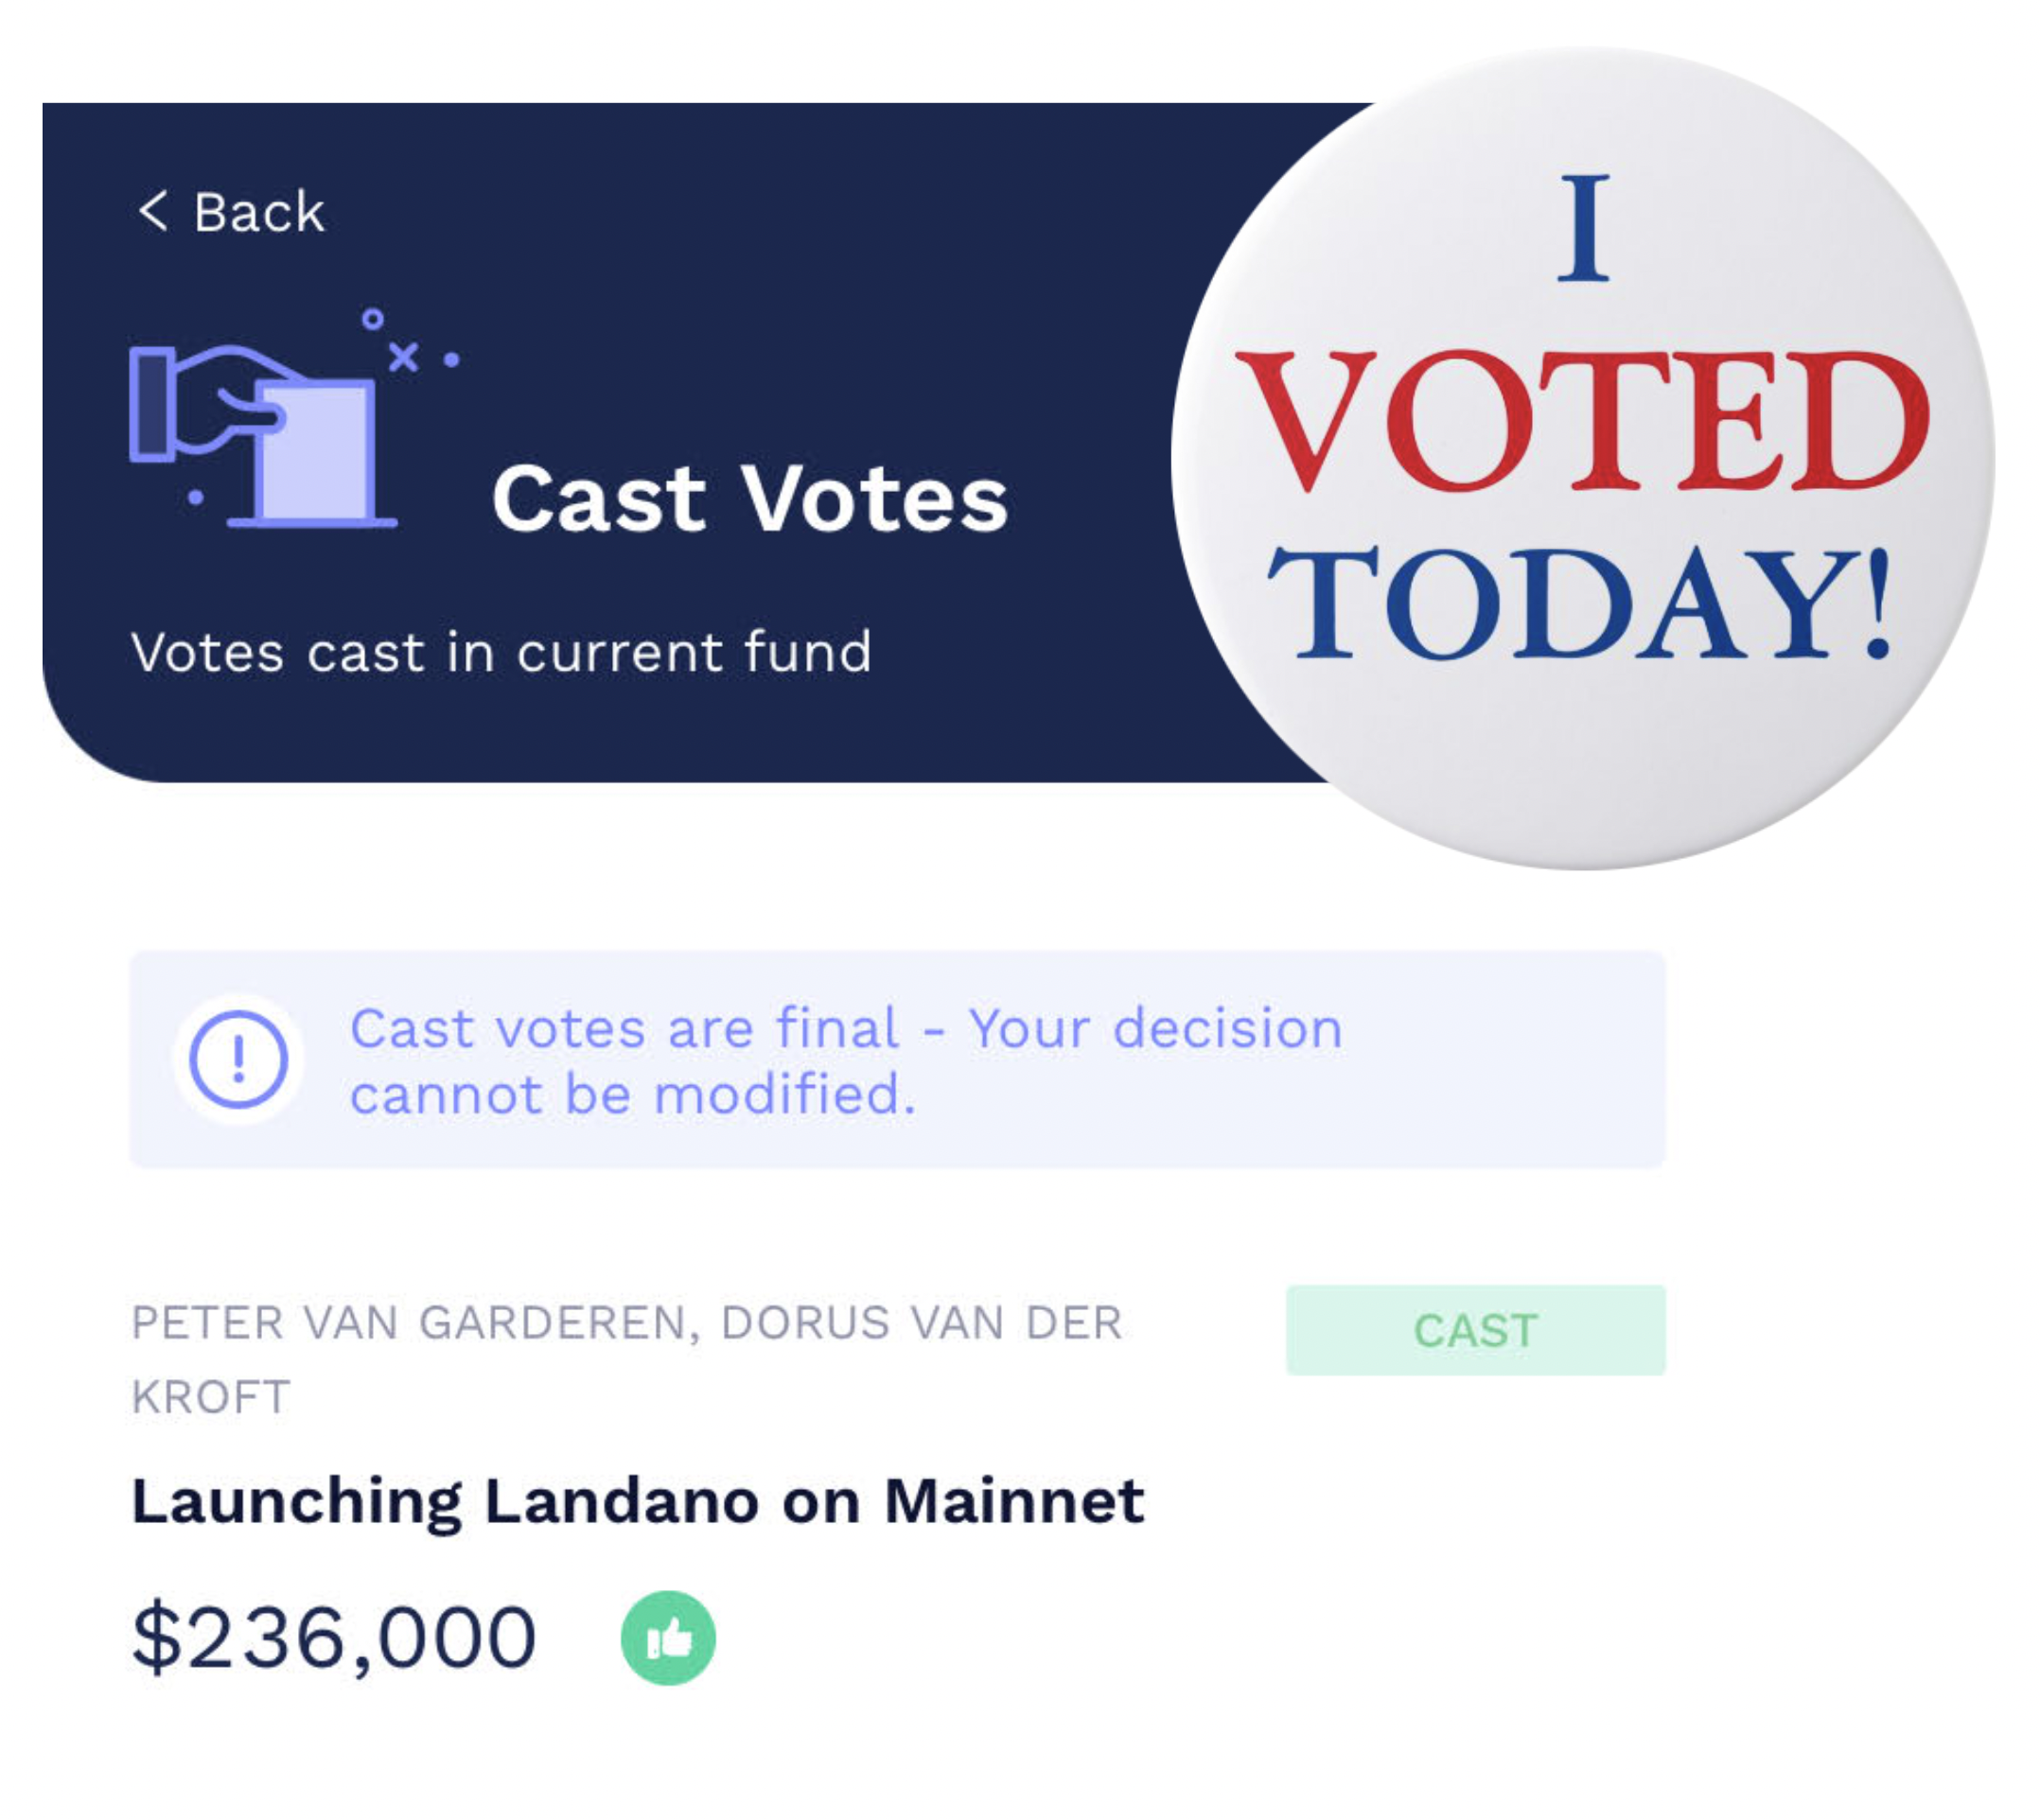 < Back
Cast Votes
Votes cast in current fund
I
VOTED
TODAY!
Cast votes are final - Your decision
cannot be modified.
PETER VAN GARDEREN, DORUS VAN DER
KROFT
CAST
Launching Landano on Mainnet
$236,000